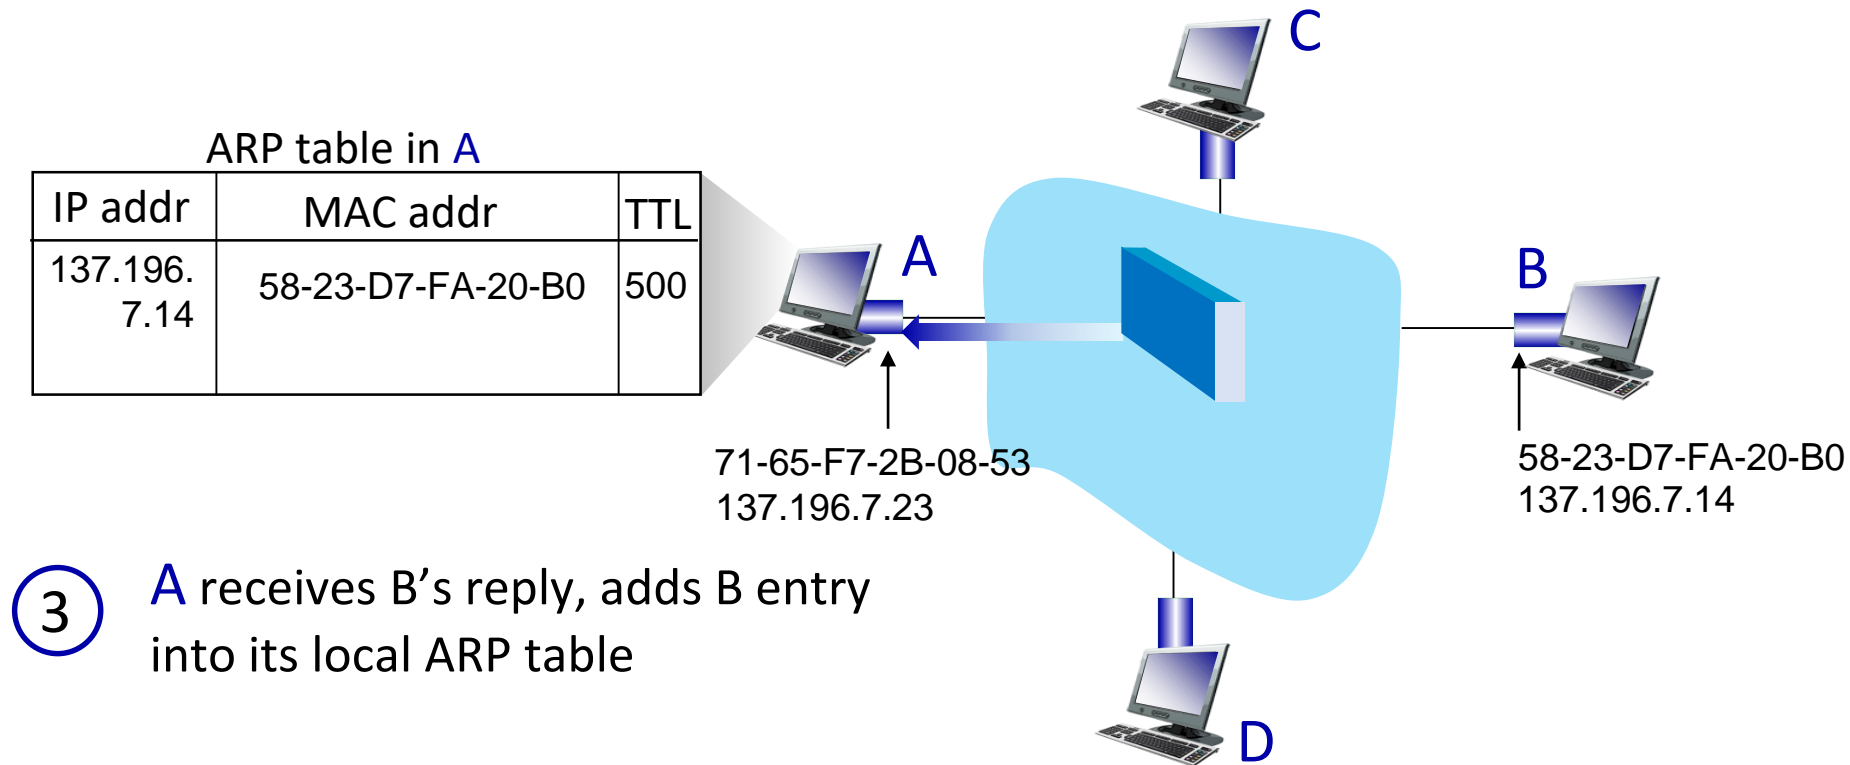 C
ARP table in A
IP addr MAC addr TTL
137.196.
7.14 58-23-D7-FA-20-B0 500
A
B
71-65-F7-2B-08-53
137.196.7.23
58-23-D7-FA-20-B0
137.196.7.14
3 A receives B’s reply, adds B entry
into its local ARP table
D